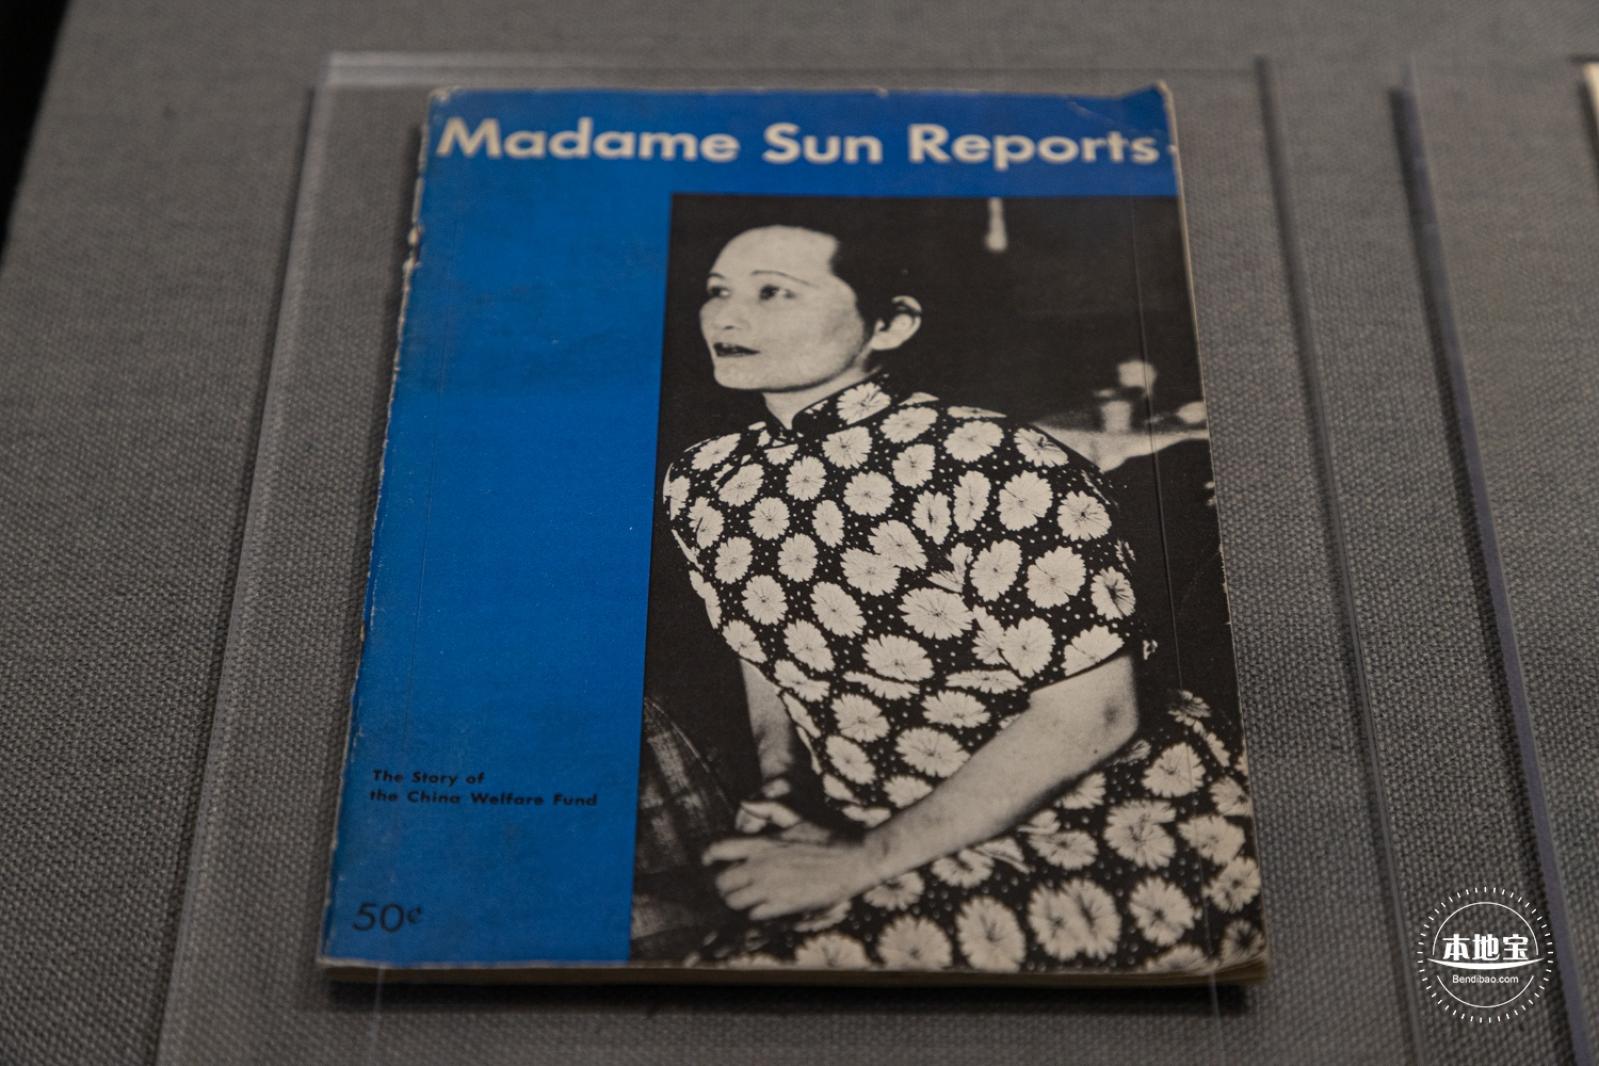 Madame Sun Reports
The Story of
the China Welfare Fund
50¢
本地宝
Bendibao.com